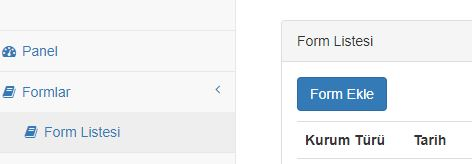 Panel
Formlar
Form Listesi
Form Listesi
Form Ekle
Kurum Türü Tarih